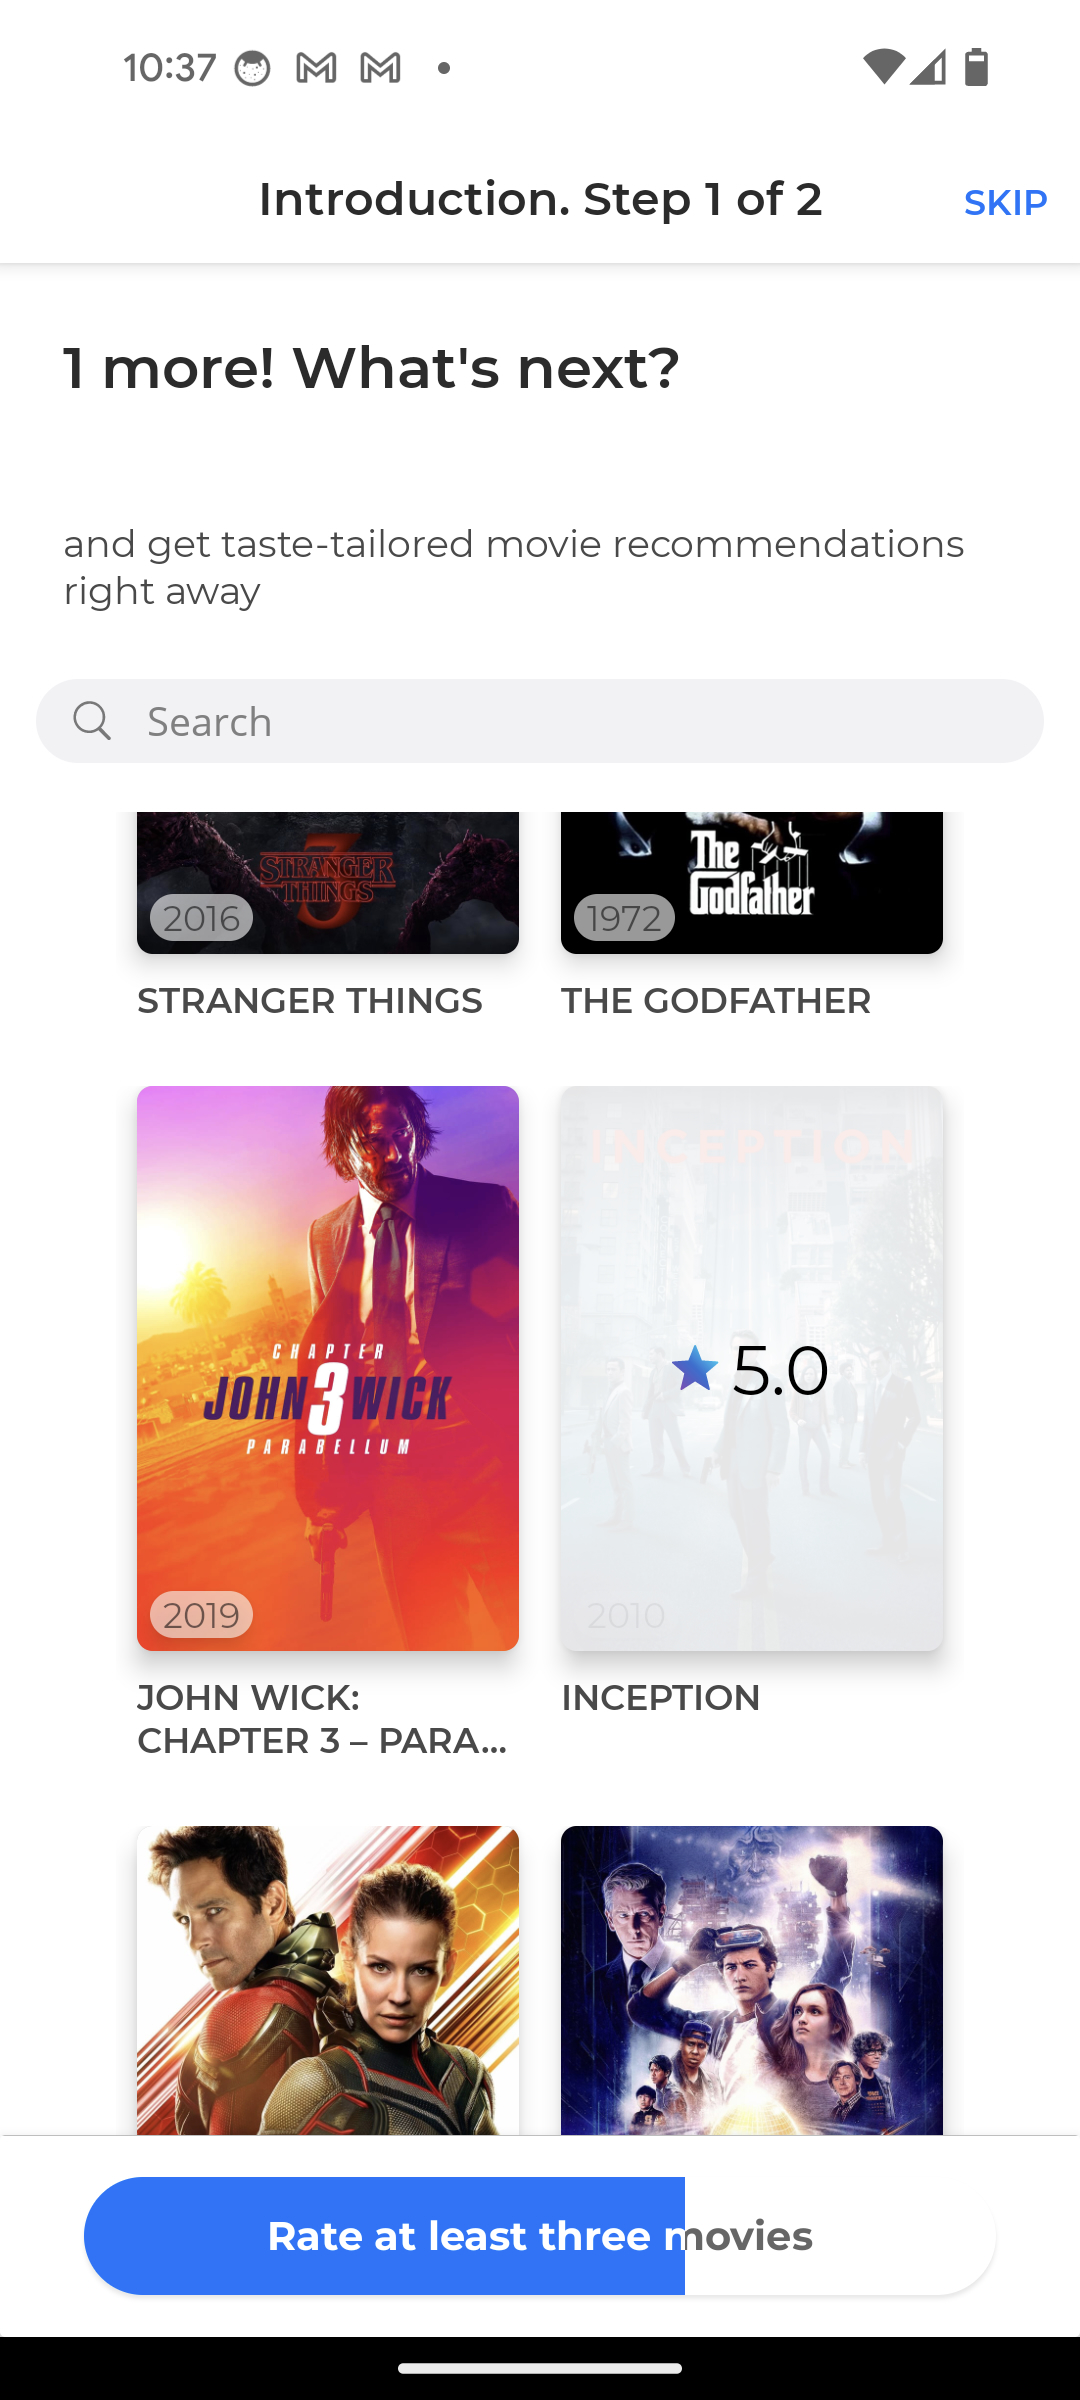 10:37
Introduction. Step 1 of 2
SKIP
1 more! What's next?
and get taste-tailored movie recommendations
right away
Search
3
STRANGER
THINGS
2016
The
Godfather
1972
STRANGER THINGS
THE GODFATHER
CHAPTER
JOHN 3 WICK
PARABELLUM
2019
INCEPTION
5.0
2010
JOHN WICK:
CHAPTER 3 – PARA...
INCEPTION
Rate at least three movies